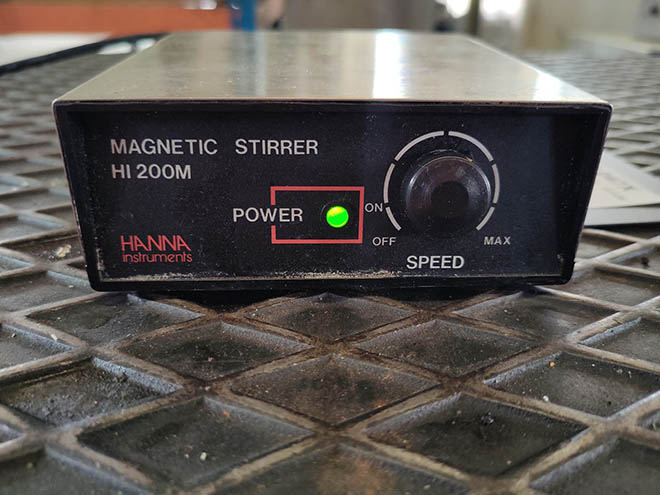 MAGNETIC STIRRER
HI 200M
POWER
ON
OFF
MAX
SPEED
HANNA
instruments